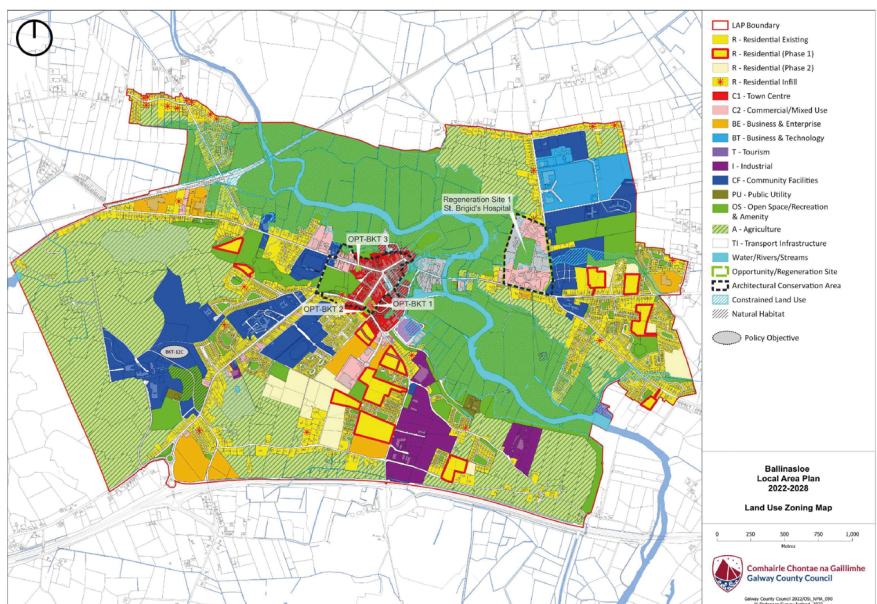 LAP Boundary
R - Residential Existing
R - Residential (Phase 1)
R - Residential (Phase 2)
R - Residential Infill
C1 - Town Centre
C2 - Commercial/Mixed Use
BE - Business & Enterprise
BT - Business & Technology
T - Tourism
I - Industrial
CF - Community Facilities
PU - Public Utility
OS - Open Space/Recreation
& Amenity
A - Agriculture
TI - Transport Infrastructure
Water/Rivers/Streams
Opportunity/Regeneration Site
Architectural Conservation Area
Constrained Land Use
Natural Habitat
Policy Objective
Regeneration Site 1
St. Brigid's Hospital
OPT-BKT 3
OPT-BKT 1
OPT-BKT 2
BKT-12C
Ballinasloe
Local Area Plan
2022-2028
Land Use Zoning Map
0 250 500 750 1,000
Metres
Comhairle Chontae na Gaillimhe
Galway County Council